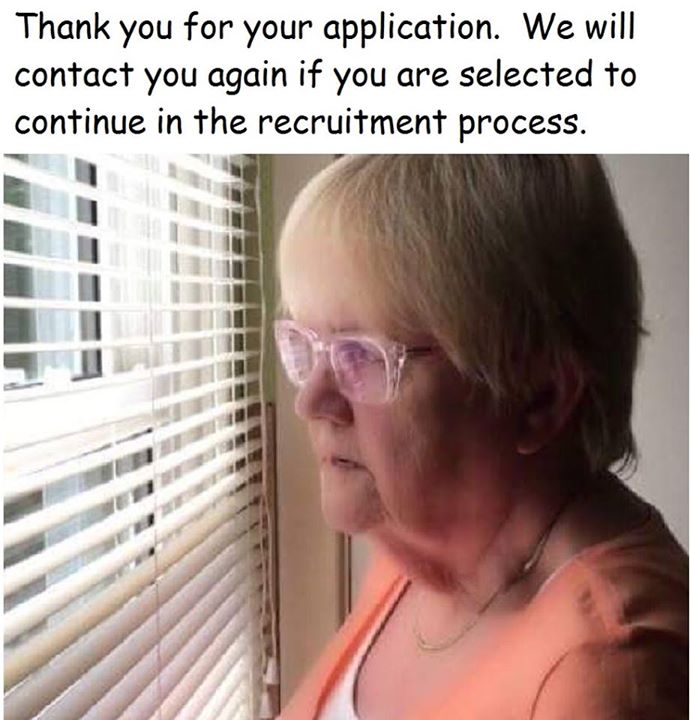 Thank you for your application.  We will
contact you again if you are selected to
continue in the recruitment process.